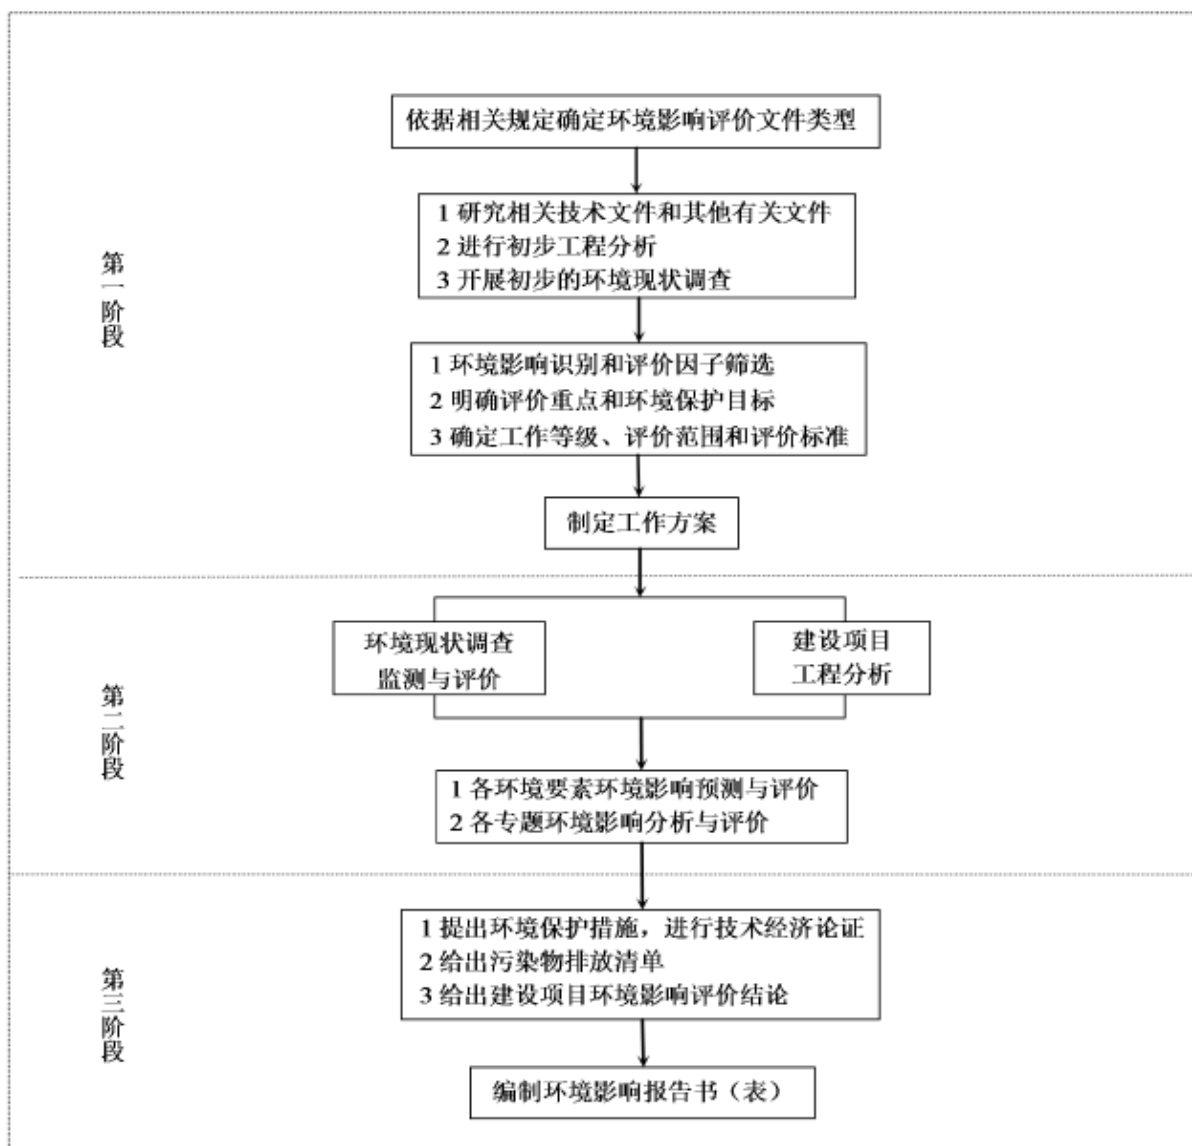 依据相关规定确定环境影响评价文件类型
1 研究相关技术文件和其他有关文件
2 进行初步工程分析
3 开展初步的环境现状调查
第一阶段
1 环境影响识别和评价因子筛选
2 明确评价重点和环境保护目标
3 确定工作等级、评价范围和评价标准
制定工作方案
环境现状调查
监测与评价
建设项目
工程分析
第二阶段
1 各环境要素环境影响预测与评价
2 各专题环境影响分析与评价
1 提出环境保护措施，进行技术经济论证
2 给出污染物排放清单
3 给出建设项目环境影响评价结论
第三阶段
编制环境影响报告书（表）